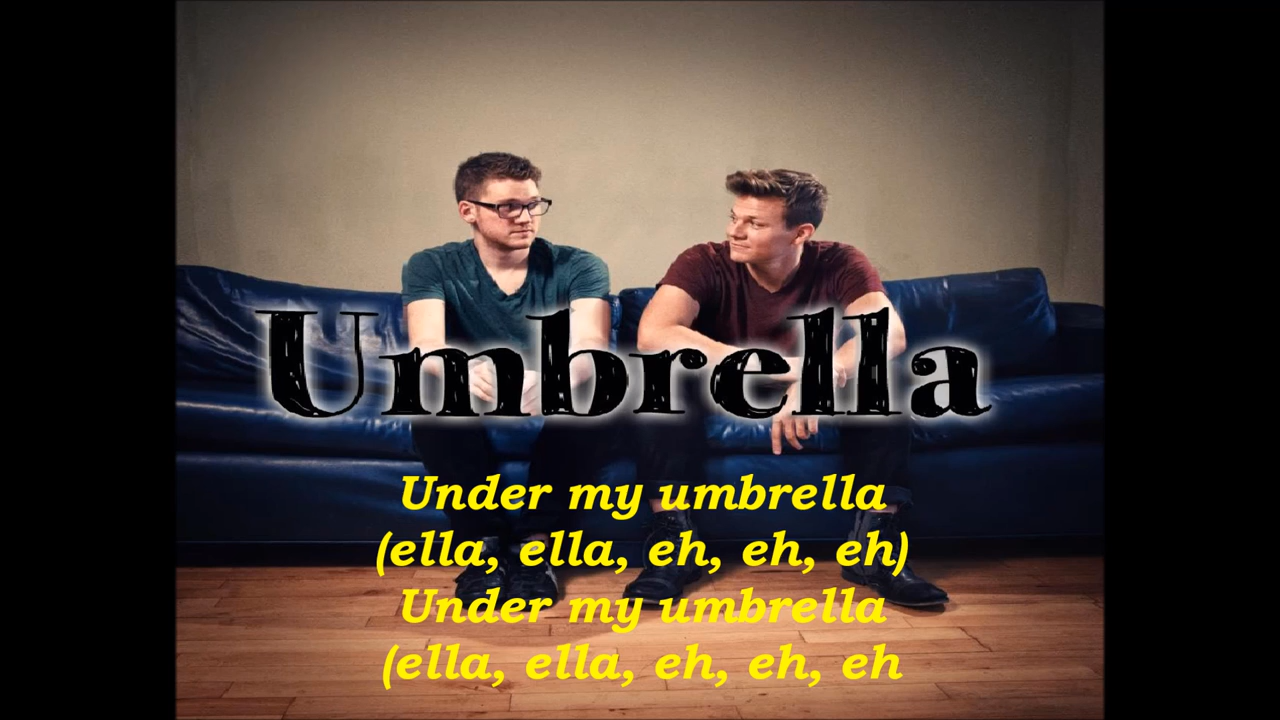 Umbrella
Under my umbrella
(ella, ella, eh, eh, eh)
Under my umbrella
(ella, ella, eh, eh, eh